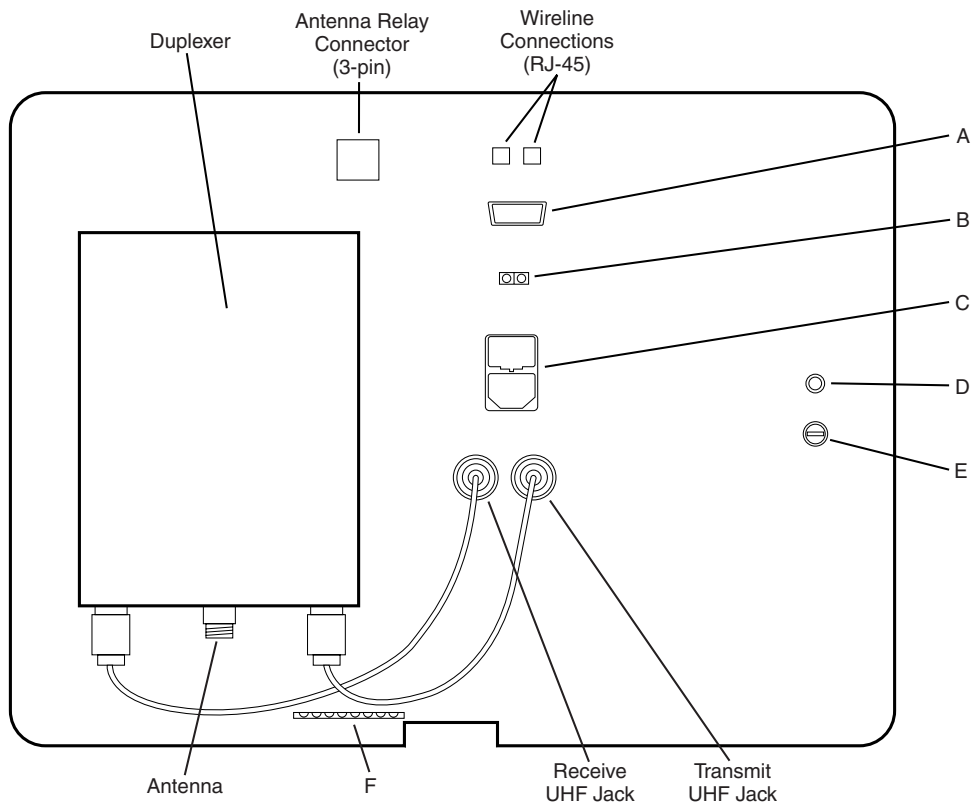 Duplexer
Antenna Relay
Connector
(3-pin)
Wireline
Connections
(RJ-45)
A
B
C
D
E
Antenna
F
Receive
UHF Jack
Transmit
UHF Jack